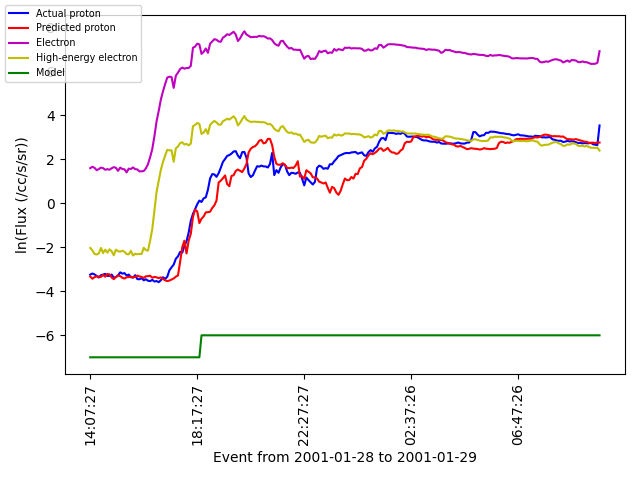 Actual proton
Predicted proton
Electron
High-energy electron
Model
4
2
0
−2
−4
−6
ln(Flux (/cc/s/sr))
14:07:27
18:17:27
22:27:27
02:37:26
06:47:26
Event from 2001-01-28 to 2001-01-29